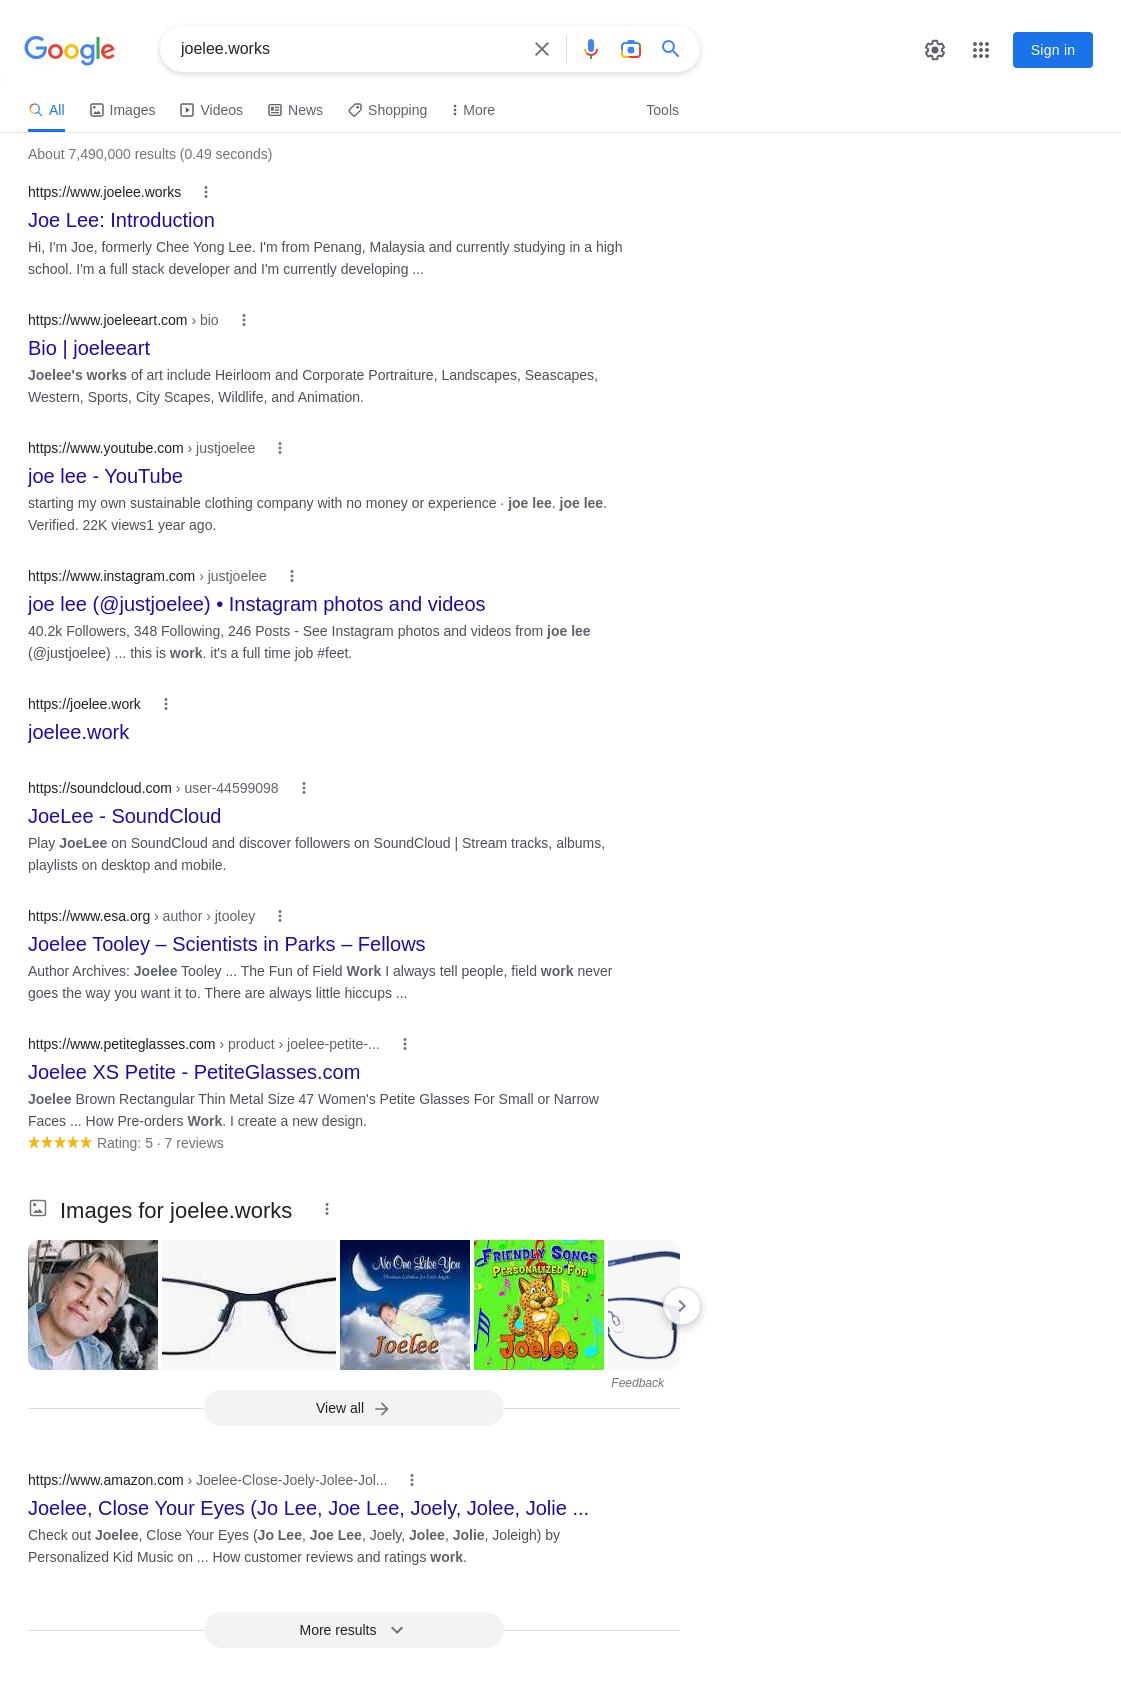 Google
joelee.works
Sign in
All
Images
Videos
News
Shopping
More
Tools
About 7,490,000 results (0.49 seconds)
https://www.joelee.works
Joe Lee: Introduction
Hi, I'm Joe, formerly Chee Yong Lee. I'm from Penang, Malaysia and currently studying in a high
school. I'm a full stack developer and I'm currently developing ...
https://www.joeleeart.com › bio
Bio | joeleeart
Joelee's works of art include Heirloom and Corporate Portraiture, Landscapes, Seascapes,
Western, Sports, City Scapes, Wildlife, and Animation.
https://www.youtube.com › justjoelee
joe lee - YouTube
starting my own sustainable clothing company with no money or experience · joe lee. joe lee.
Verified. 22K views1 year ago.
https://www.instagram.com › justjoelee
joe lee (@justjoelee) • Instagram photos and videos
40.2k Followers, 348 Following, 246 Posts - See Instagram photos and videos from joe lee
(@justjoelee) ... this is work. it's a full time job #feet.
https://joelee.work
joelee.work
https://soundcloud.com › user-44599098
JoeLee - SoundCloud
Play JoeLee on SoundCloud and discover followers on SoundCloud | Stream tracks, albums,
playlists on desktop and mobile.
https://www.esa.org › author › jtooley
Joelee Tooley – Scientists in Parks – Fellows
Author Archives: Joelee Tooley ... The Fun of Field Work I always tell people, field work never
goes the way you want it to. There are always little hiccups ...
https://www.petiteglasses.com › product › joelee-petite-...
Joelee XS Petite - PetiteGlasses.com
Joelee Brown Rectangular Thin Metal Size 47 Women's Petite Glasses For Small or Narrow
Faces ... How Pre-orders Work. I create a new design.
Rating: 5 · 7 reviews
Images for joelee.works
No One Like You
Christian Lullabies for Little Angels
Joelee
Friendly Songs
Personalized For
Joelee
Feedback
View all
https://www.amazon.com › Joelee-Close-Joely-Jolee-Jol...
Joelee, Close Your Eyes (Jo Lee, Joe Lee, Joely, Jolee, Jolie ...
Check out Joelee, Close Your Eyes (Jo Lee, Joe Lee, Joely, Jolee, Jolie, Joleigh) by
Personalized Kid Music on ... How customer reviews and ratings work.
More results